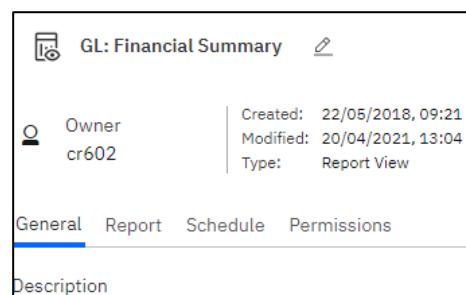 GL: Financial Summary
Owner
cr602
Created: 22/05/2018, 09:21
Modified: 20/04/2021, 13:04
Type: Report View
General Report Schedule Permissions
Description